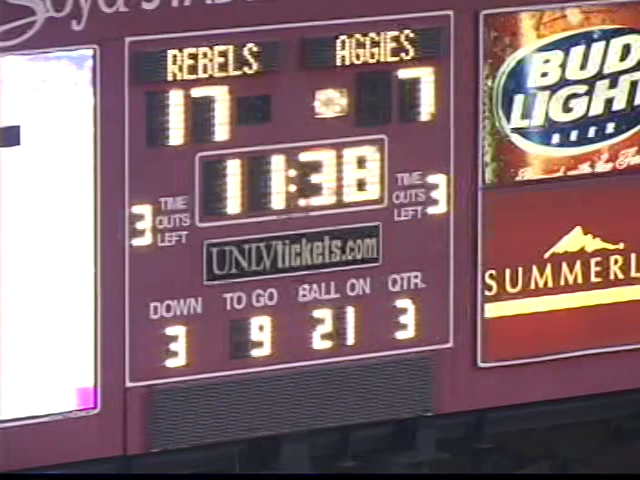 REBELS
AGGIES
17
7
11:38
3 TIME OUTS LEFT
TIME OUTS LEFT 3
UNLVtickets.com
DOWN TO GO BALL ON QTR.
3 9 21 3
BUD LIGHT
BEER
SUMMERL